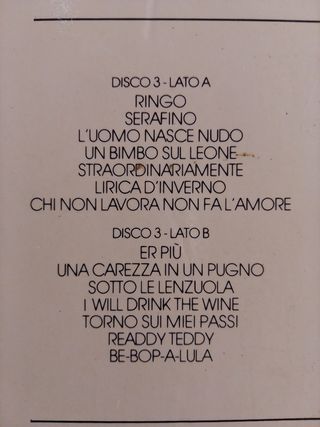 DISCO 3 - LATO A
RINGO
SERAFINO
L'UOMO NASCE NUDO
UN BIMBO SUL LEONE
STRAORDINARIAMENTE
LIRICA D'INVERNO
CHI NON LAVORA NON FA L'AMORE
DISCO 3 - LATO B
ER PIÙ
UNA CAREZZA IN UN PUGNO
SOTTO LE LENZUOLA
I WILL DRINK THE WINE
TORNO SUI MIEI PASSI
READDY TEDDY
BE-BOP-A-LULA